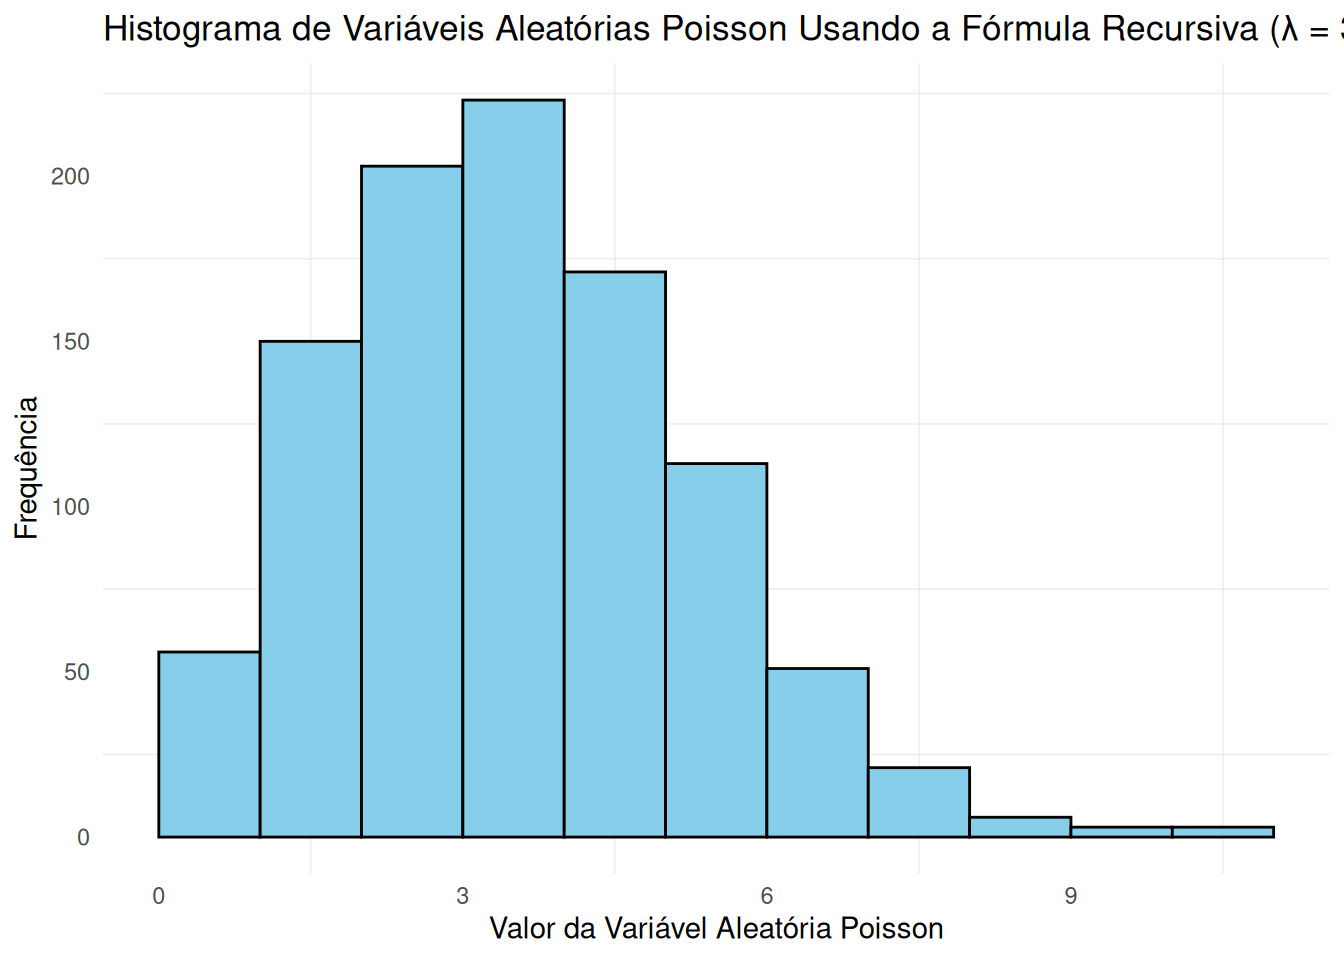 Histograma de Variáveis Aleatórias Poisson Usando a Fórmula Recursiva (λ =
200
150
100
50
0
Frequência
0 3 6 9
Valor da Variável Aleatória Poisson